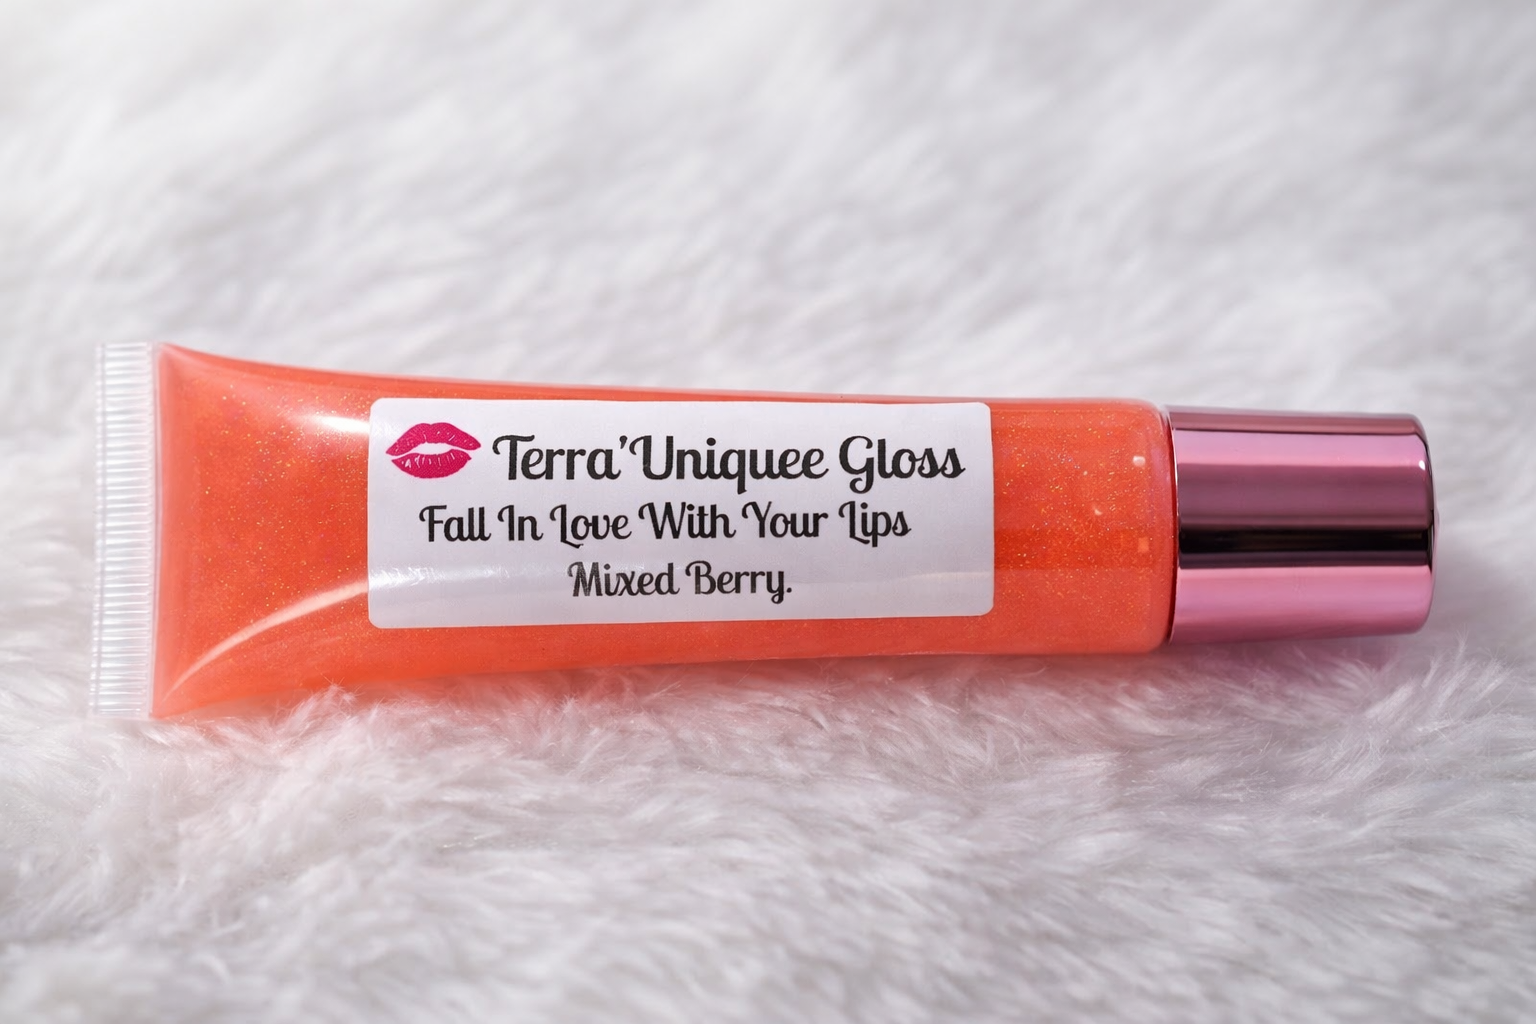 Terra'Uniquee Gloss
Fall In Love With Your Lips
Mixed Berry.